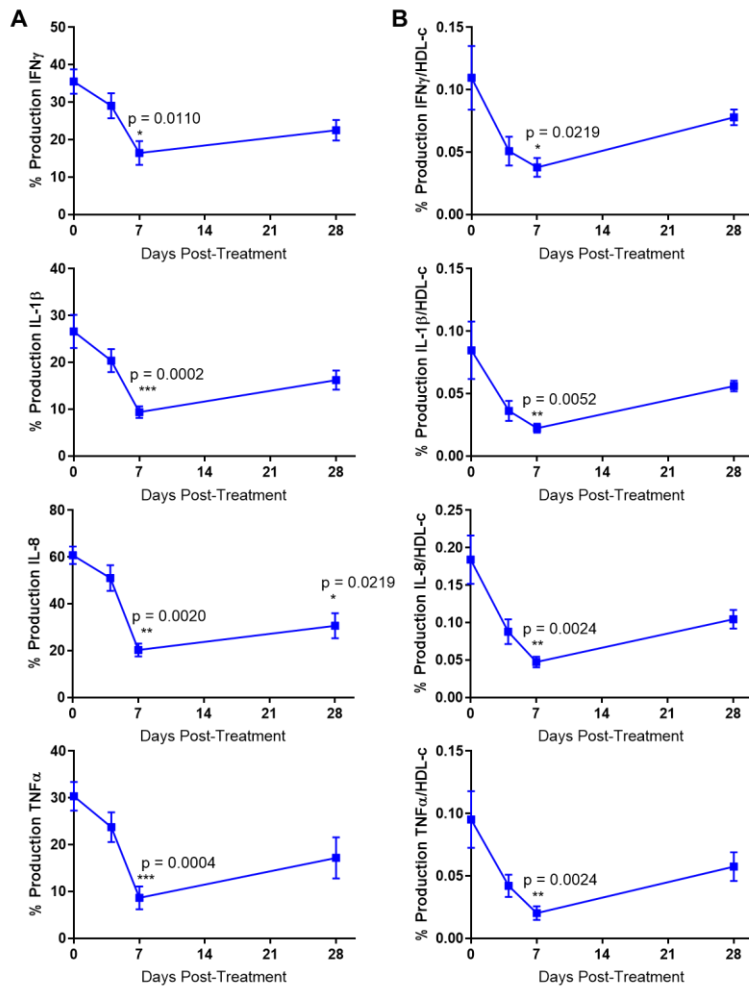 A
% Production IFNγ
50
40
30
20
10
0
p = 0.0110
*
0 7 14 21 28
Days Post-Treatment
% Production IL-1β
40
30
20
10
0
p = 0.0002
***
0 7 14 21 28
Days Post-Treatment
% Production IL-8
80
60
40
20
0
p = 0.0020
**
p = 0.0219
*
0 7 14 21 28
Days Post-Treatment
% Production TNFα
40
30
20
10
0
p = 0.0004
***
0 7 14 21 28
Days Post-Treatment
B
% Production IFNγ/HDL-c
0.15
0.10
0.05
0.00
p = 0.0219
*
0 7 14 21 28
Days Post-Treatment
% Production IL-1β/HDL-c
0.15
0.10
0.05
0.00
p = 0.0052
**
0 7 14 21 28
Days Post-Treatment
% Production IL-8/HDL-c
0.25
0.20
0.15
0.10
0.05
0.00
p = 0.0024
**
0 7 14 21 28
Days Post-Treatment
% Production TNFα/HDL-c
0.15
0.10
0.05
0.00
p = 0.0024
**
0 7 14 21 28
Days Post-Treatment